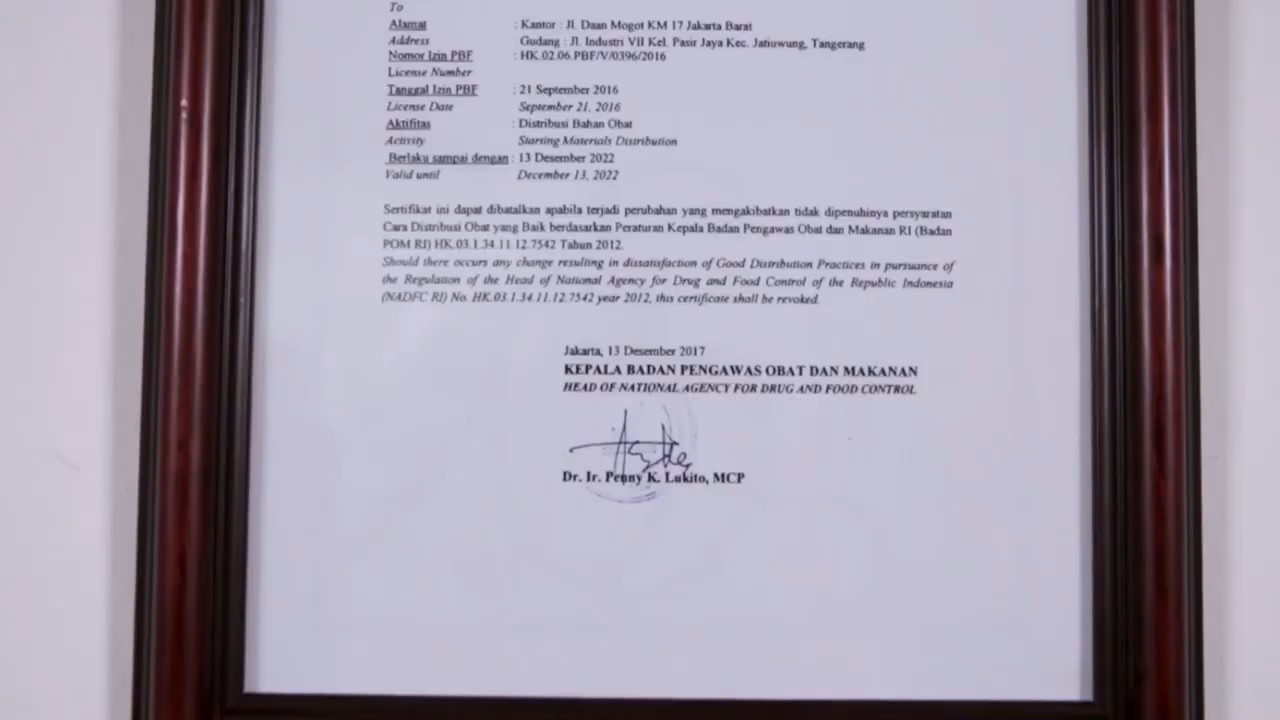 To
Alamat : Kantor : Jl. Daan Mogot KM 17 Jakarta Barat
Address Gudang : Jl. Industri VII Kel. Pasir Jaya Kec. Jatiuwung, Tangerang
Nomor Izin PBF : HK.02.06.PBF/V/0396/2016
License Number
Tanggal Izin PBF : 21 September 2016
License Date September 21, 2016
Aktifitas : Distribusi Bahan Obat
Activity Starting Materials Distribution
Berlaku sampai dengan : 13 Desember 2022
Valid until December 13, 2022
Sertifikat ini dapat dibatalkan apabila terjadi perubahan yang mengakibatkan tidak dipenuhinya persyaratan
Cara Distribusi Obat yang Baik berdasarkan Peraturan Kepala Badan Pengawas Obat dan Makanan RI (Badan
POM RI) HK.03.1.34.11.12.7542 Tahun 2012.
Should there occurs any change resulting in dissatisfaction of Good Distribution Practices in pursuance of
the Regulation of the Head of National Agency for Drug and Food Control of the Republic Indonesia
(NADFC RI) No. HK.03.1.34.11.12.7542 year 2012, this certificate shall be revoked.
Jakarta, 13 Desember 2017
KEPALA BADAN PENGAWAS OBAT DAN MAKANAN
HEAD OF NATIONAL AGENCY FOR DRUG AND FOOD CONTROL
Dr. Ir. Penny K. Lukito, MCP